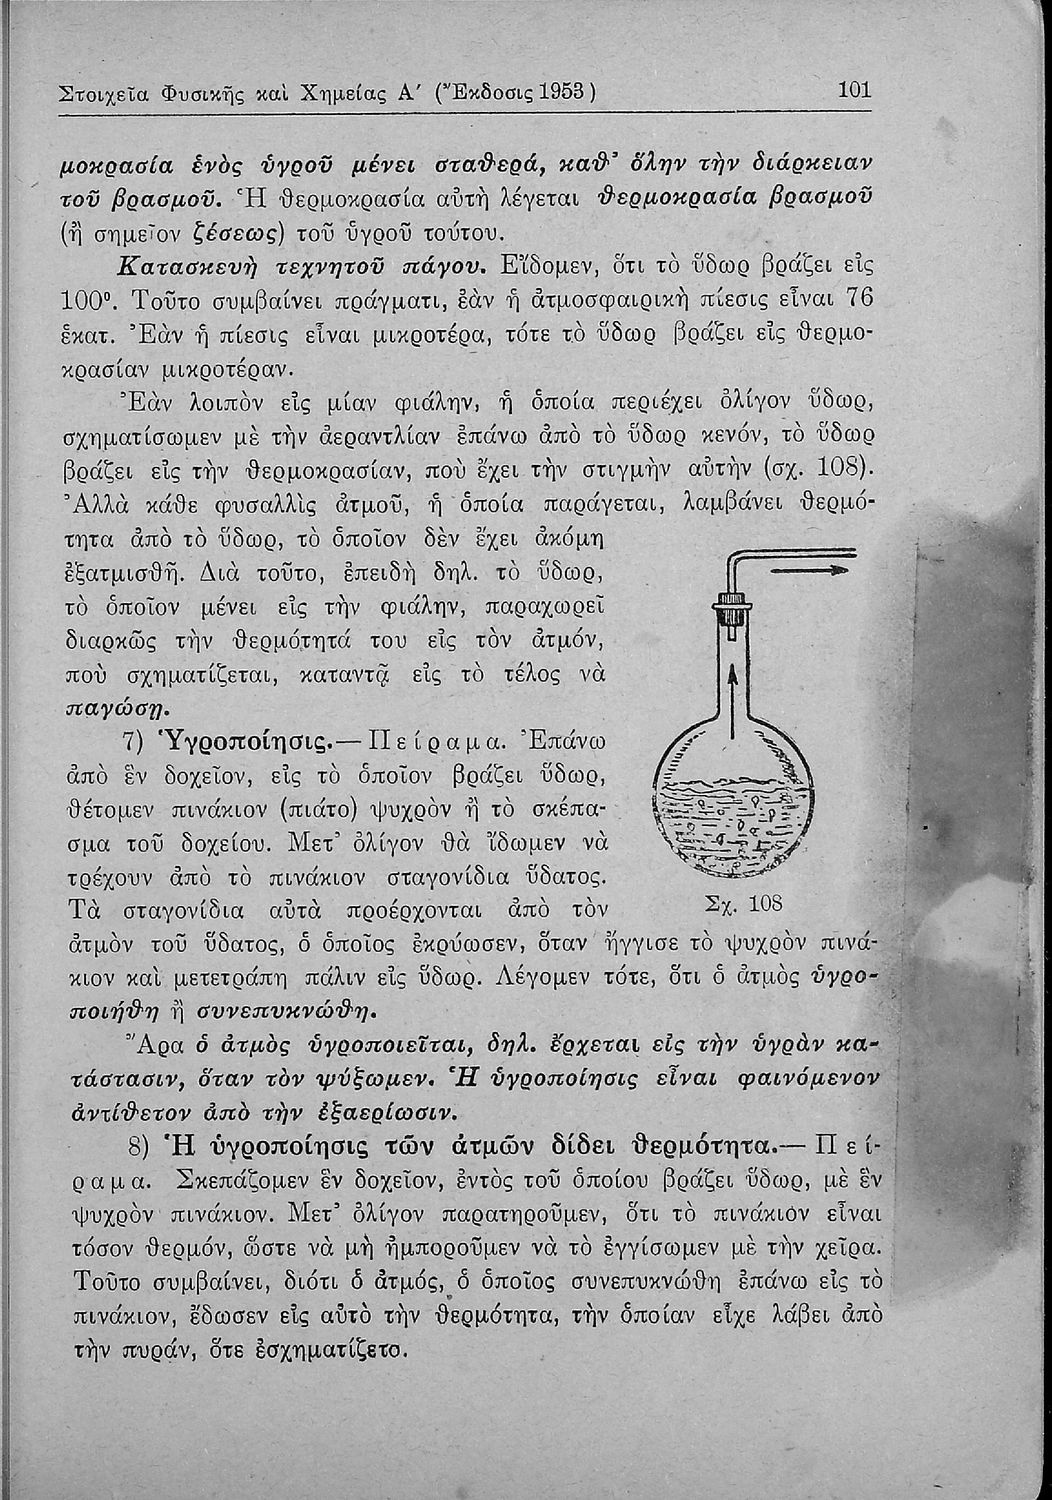 Στοιχεῖα Φυσικῆς καὶ Χημείας Α΄ (Ἔκδοσις 1953) 101
μοκρασία ἑνὸς ὑγροῦ μένει σταθερά, καθ’ ὅλην τὴν διάρκειαν
τοῦ βρασμοῦ. Ἡ θερμοκρασία αὐτὴ λέγεται θερμοκρασία βρασμοῦ
(ἢ σημεῖον ζέσεως) τοῦ ὑγροῦ τούτου.
Κατασκευὴ τεχνητοῦ πάγου. Εἴδομεν, ὅτι τὸ ὕδωρ βράζει εἰς
100°. Τοῦτο συμβαίνει πράγματι, ἐὰν ἡ ἀτμοσφαιρικὴ πίεσις εἶναι 76
ἑκατ. Ἐὰν ἡ πίεσις εἶναι μικροτέρα, τότε τὸ ὕδωρ βράζει εἰς θερμο-
κρασίαν μικροτέραν.
Ἐὰν λοιπὸν εἰς μίαν φιάλην, ἡ ὁποία περιέχει ὀλίγον ὕδωρ,
σχηματίσωμεν μὲ τὴν ἀεραντλίαν ἐπάνω ἀπὸ τὸ ὕδωρ κενόν, τὸ ὕδωρ
βράζει εἰς τὴν θερμοκρασίαν, ποὺ ἔχει τὴν στιγμὴν αὐτὴν (σχ. 108).
Ἀλλὰ κάθε φυσαλλὶς ἀτμοῦ, ἡ ὁποία παράγεται, λαμβάνει θερμό-
τητα ἀπὸ τὸ ὕδωρ, τὸ ὁποῖον δὲν ἔχει ἀκόμη
ἐξατμισθῆ. Διὰ τοῦτο, ἐπειδὴ δηλ. τὸ ὕδωρ,
τὸ ὁποῖον μένει εἰς τὴν φιάλην, παραχωρεῖ
διαρκῶς τὴν θερμότητά του εἰς τὸν ἀτμόν,
ποὺ σχηματίζεται, καταντᾷ εἰς τὸ τέλος νὰ
παγώσῃ.
7) Ὑγροποίησις.— Πείραμα. Ἐπάνω
ἀπὸ ἓν δοχεῖον, εἰς τὸ ὁποῖον βράζει ὕδωρ,
θέτομεν πινάκιον (πιάτο) ψυχρὸν ἢ τὸ σκέπα-
σμα τοῦ δοχείου. Μετ’ ὀλίγον θὰ ἴδωμεν νὰ
τρέχουν ἀπὸ τὸ πινάκιον σταγονίδια ὕδατος.
Τὰ σταγονίδια αὐτὰ προέρχονται ἀπὸ τὸν
Σχ. 108
ἀτμὸν τοῦ ὕδατος, ὁ ὁποῖος ἐκρύωσεν, ὅταν ἤγγισε τὸ ψυχρὸν πινά-
κιον καὶ μετετράπη πάλιν εἰς ὕδωρ. Λέγομεν τότε, ὅτι ὁ ἀτμὸς ὑγρο-
ποιήθη ἢ συνεπυκνώθη.
Ἄρα ὁ ἀτμὸς ὑγροποιεῖται, δηλ. ἔρχεται εἰς τὴν ὑγρὰν κα-
τάστασιν, ὅταν τὸν ψύξωμεν. Ἡ ὑγροποίησις εἶναι φαινόμενον
ἀντίθετον ἀπὸ τὴν ἐξαερίωσιν.
8) Ἡ ὑγροποίησις τῶν ἀτμῶν δίδει θερμότητα.— Πεί-
ραμα. Σκεπάζομεν ἓν δοχεῖον, ἐντὸς τοῦ ὁποίου βράζει ὕδωρ, μὲ ἓν
ψυχρὸν πινάκιον. Μετ’ ὀλίγον παρατηροῦμεν, ὅτι τὸ πινάκιον εἶναι
τόσον θερμόν, ὥστε νὰ μὴ ἠμποροῦμεν νὰ τὸ ἐγγίσωμεν μὲ τὴν χεῖρα.
Τοῦτο συμβαίνει, διότι ὁ ἀτμός, ὁ ὁποῖος συνεπυκνώθη ἐπάνω εἰς τὸ
πινάκιον, ἔδωσεν εἰς αὐτὸ τὴν θερμότητα, τὴν ὁποίαν εἶχε λάβει ἀπὸ
τὴν πυράν, ὅτε ἐσχηματίζετο.